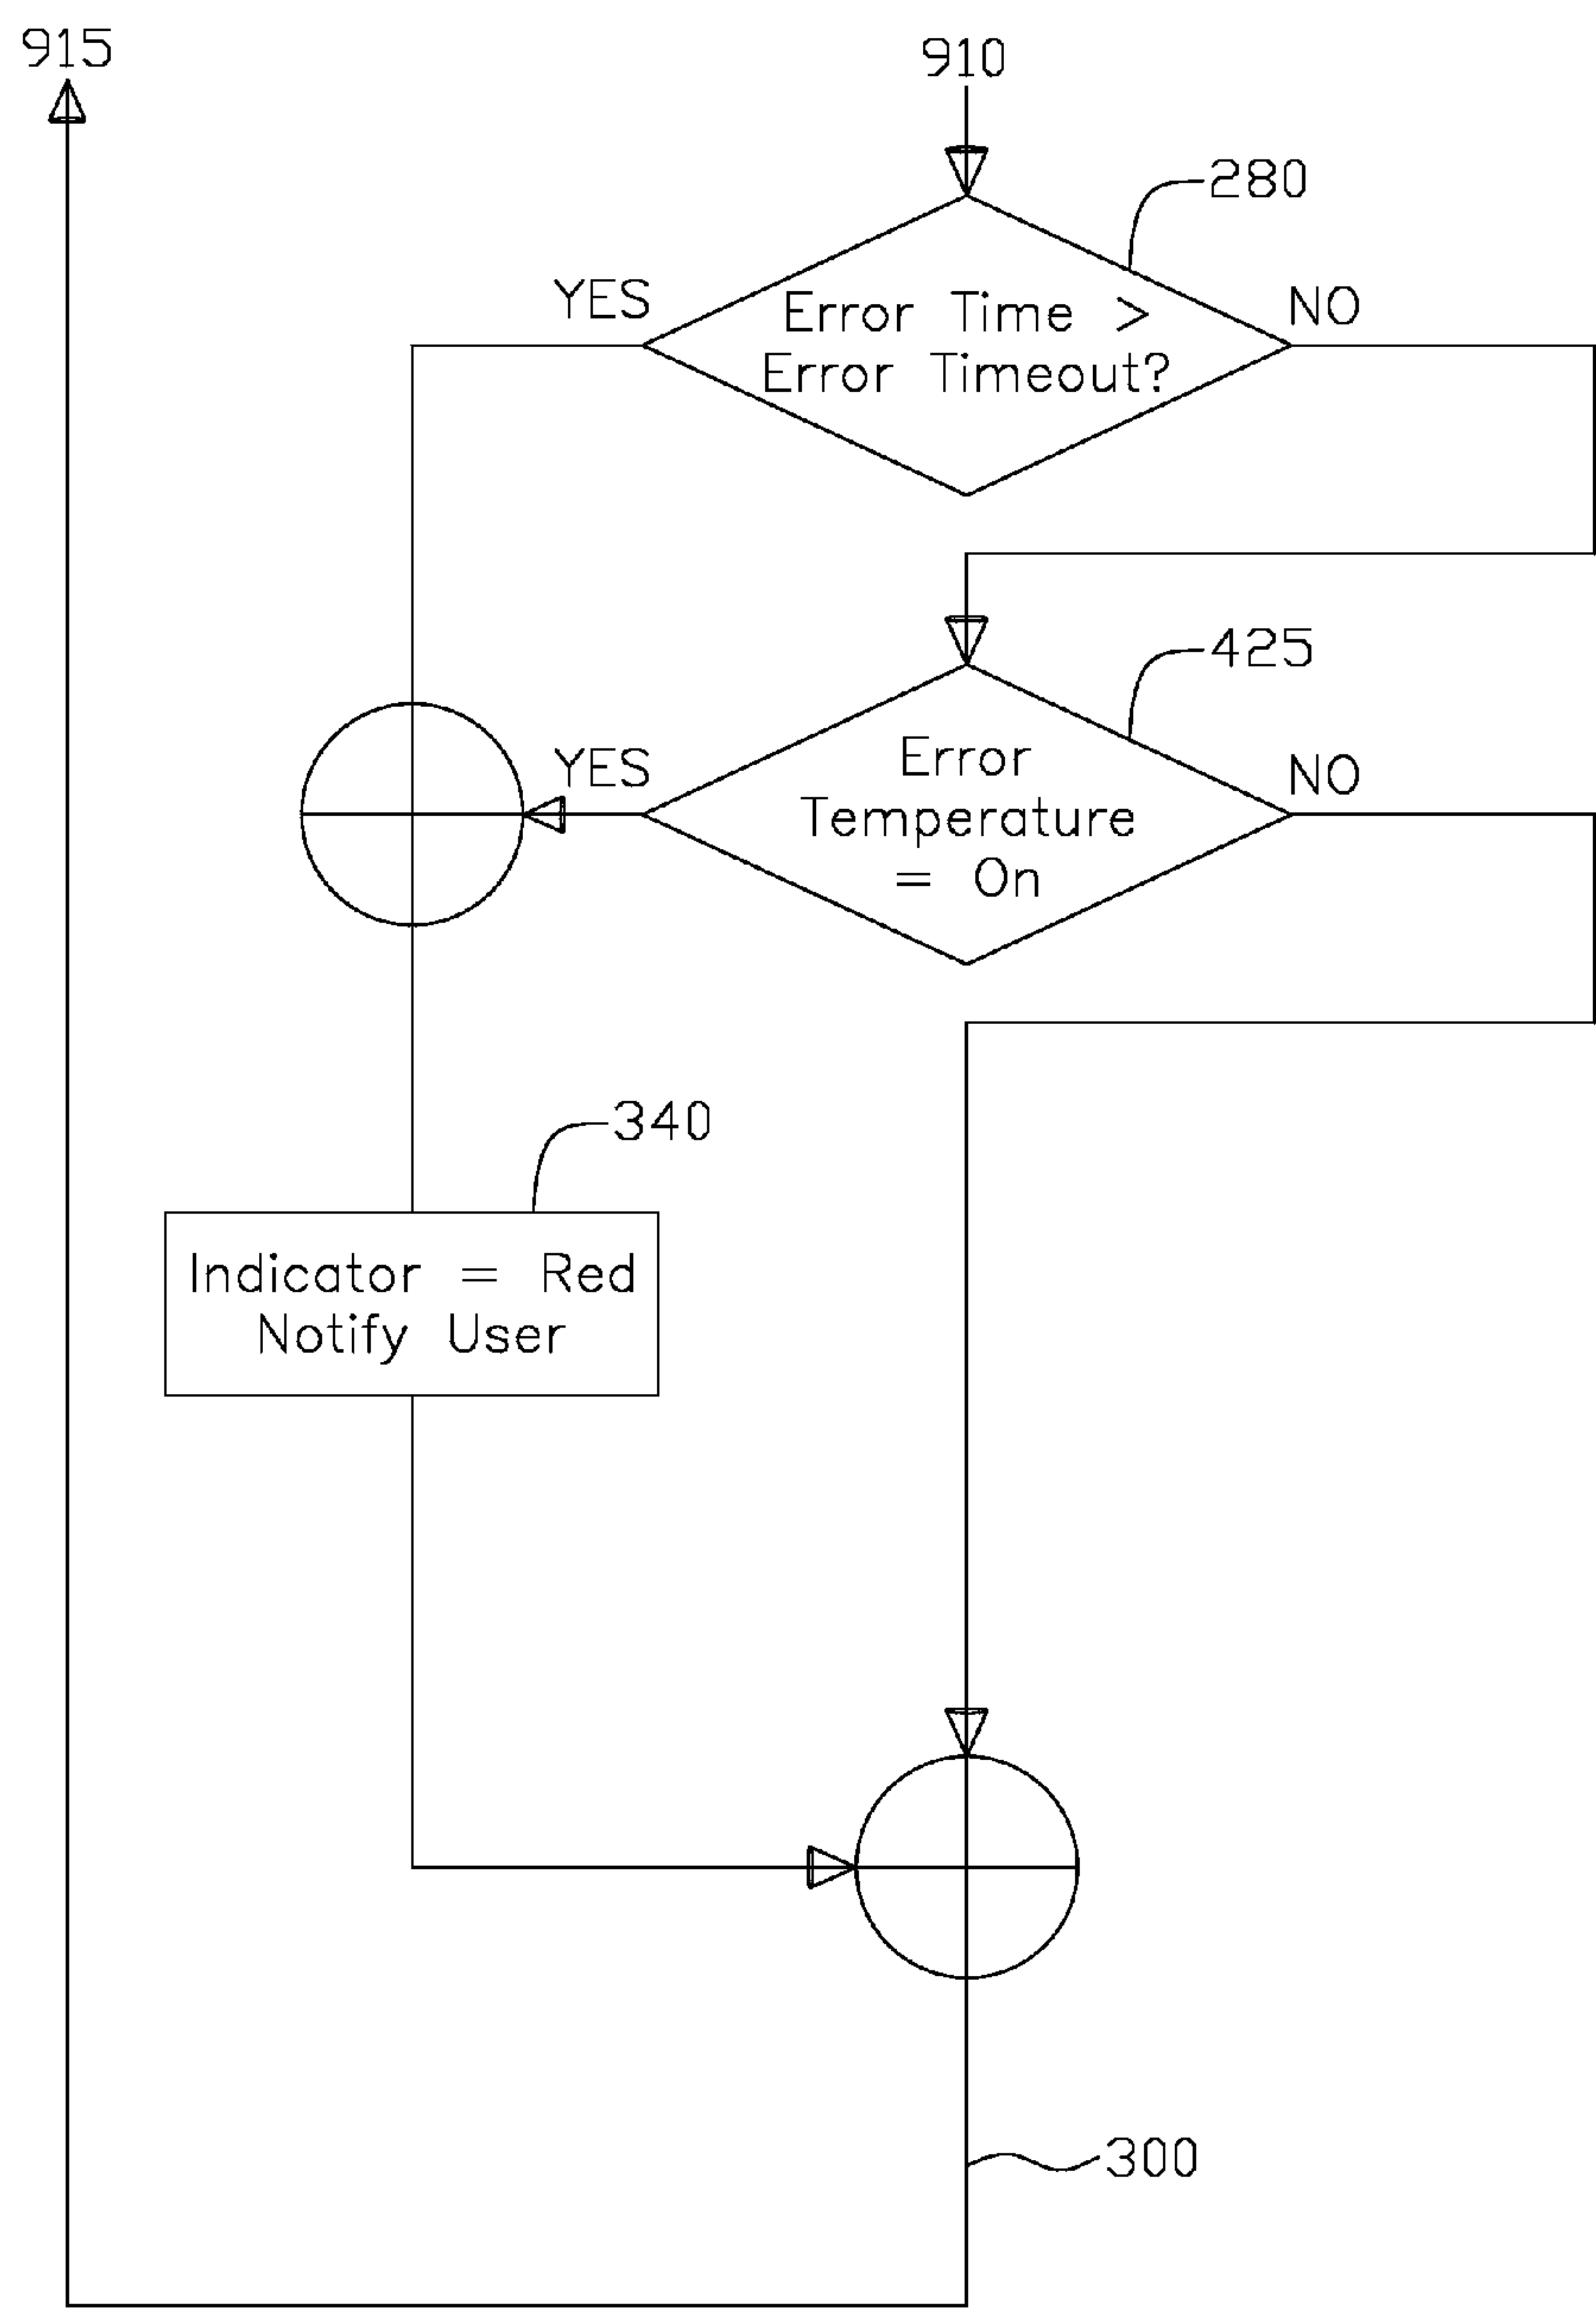 915
910
280
YES
NO
Error Time >
Error Timeout?
425
YES
NO
Error
Temperature
= On
340
Indicator = Red
Notify User
300